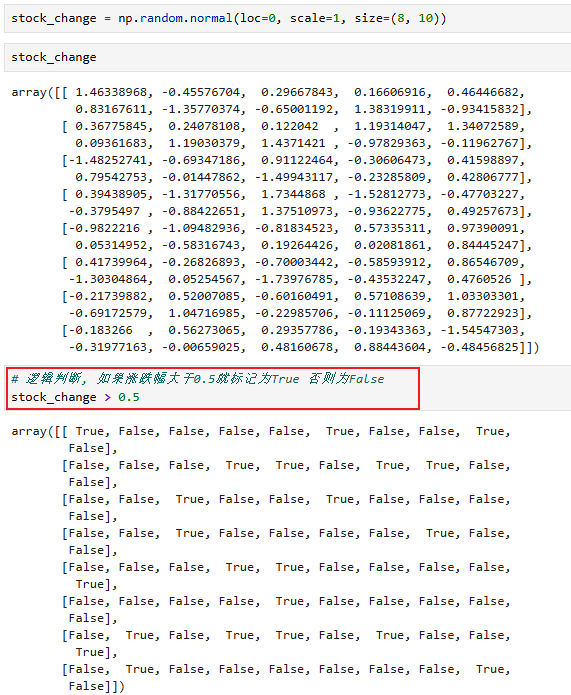 stock_change = np.random.normal(loc=0, scale=1, size=(8, 10))
stock_change
array([[ 1.46338968, -0.45576704,  0.29667843,  0.16606916,  0.46446682,
         0.83167611, -1.35770374, -0.65001192,  1.38319911, -0.93415832],
       [ 0.36775845,  0.24078108,  0.122042  ,  1.19314047,  1.34072589,
         0.09361683,  1.19030379,  1.4371421 , -0.97829363, -0.11962767],
       [-1.48252741, -0.69347186,  0.91122464, -0.30606473,  0.41598897,
         0.79542753, -0.01447862, -1.49943117, -0.23285809,  0.42806777],
       [ 0.39438905, -1.31770556,  1.7344868 , -1.52812773, -0.47703227,
        -0.3795497 , -0.88422651,  1.37510973, -0.93622775,  0.49257673],
       [-0.9822216 , -1.09482936, -0.81834523,  0.57335311,  0.97390091,
         0.05314952, -0.58316743,  0.19264426,  0.02081861,  0.84445247],
       [ 0.41739964, -0.26826893, -0.70003442, -0.58593912,  0.86546709,
        -1.30304864,  0.05254567, -1.73976785, -0.43532247,  0.4760526 ],
       [-0.21739882,  0.52007085, -0.60160491,  0.57108639,  1.03303301,
        -0.69172579,  1.04716985, -0.22985706, -0.11125069,  0.87722923],
       [-0.183266  ,  0.56273065,  0.29357786, -0.19343363, -1.54547303,
        -0.31977163, -0.00659025,  0.48160678,  0.88443604, -0.48456825]])
# 逻辑判断, 如果涨跌幅大于0.5就标记为True 否则为False
stock_change > 0.5
array([[ True, False, False, False, False,  True, False, False,  True,
        False],
       [False, False, False,  True,  True, False,  True,  True, False,
        False],
       [False, False,  True, False, False,  True, False, False, False,
        False],
       [False, False,  True, False, False, False, False,  True, False,
        False],
       [False, False, False,  True,  True, False, False, False, False,
         True],
       [False, False, False, False,  True, False, False, False, False,
        False],
       [False,  True, False,  True,  True, False,  True, False, False,
         True],
       [False,  True, False, False, False, False, False, False,  True,
        False]])